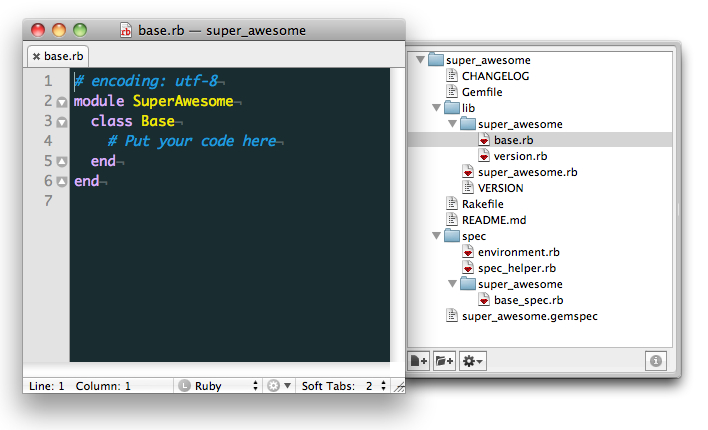 base.rb — super_awesome
base.rb
1 # encoding: utf-8¬
2 module SuperAwesome¬
3 class Base¬
4 # Put your code here¬
5 end¬
6 end¬
7
Line: 1 Column: 1 L Ruby Soft Tabs: 2
super_awesome
CHANGELOG
Gemfile
lib
super_awesome
base.rb
version.rb
super_awesome.rb
VERSION
Rakefile
README.md
spec
environment.rb
spec_helper.rb
super_awesome
base_spec.rb
super_awesome.gemspec